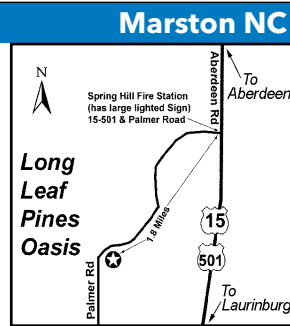 Marston NC
N
Spring Hill Fire Station
(has large lighted Sign)
15-501 & Palmer Road
Aberdeen Rd
To
Aberdeen
Long
Leaf
Pines
Oasis
1.8 Miles
15
501
Palmer Rd
To
Laurinburg